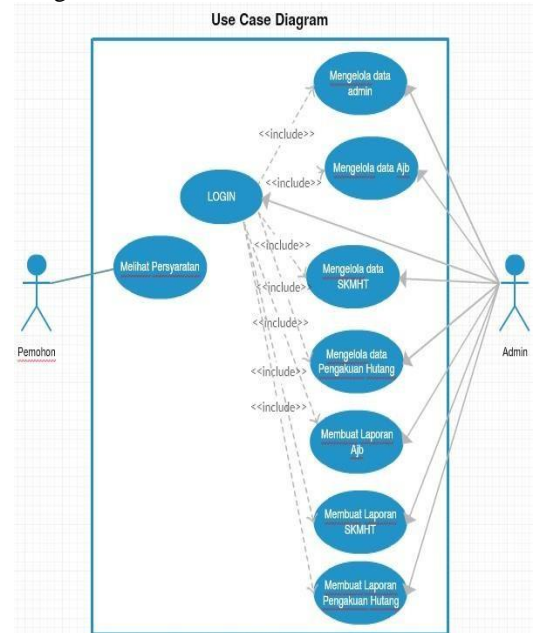 Use Case Diagram
Mengelola data
admin
<<include>>
Mengelola data Ajb
<<include>>
LOGIN
<<include>>
Melihat Persyaratan
Mengelola data
SKMHT
<<include>>
<<include>>
Pemohon
Admin
Mengelola data
Pengakuan Hutang
<<include>>
<<include>>
Membuat Laporan
Ajb
Membuat Laporan
SKMHT
Membuat Laporan
Pengakuan Hutang